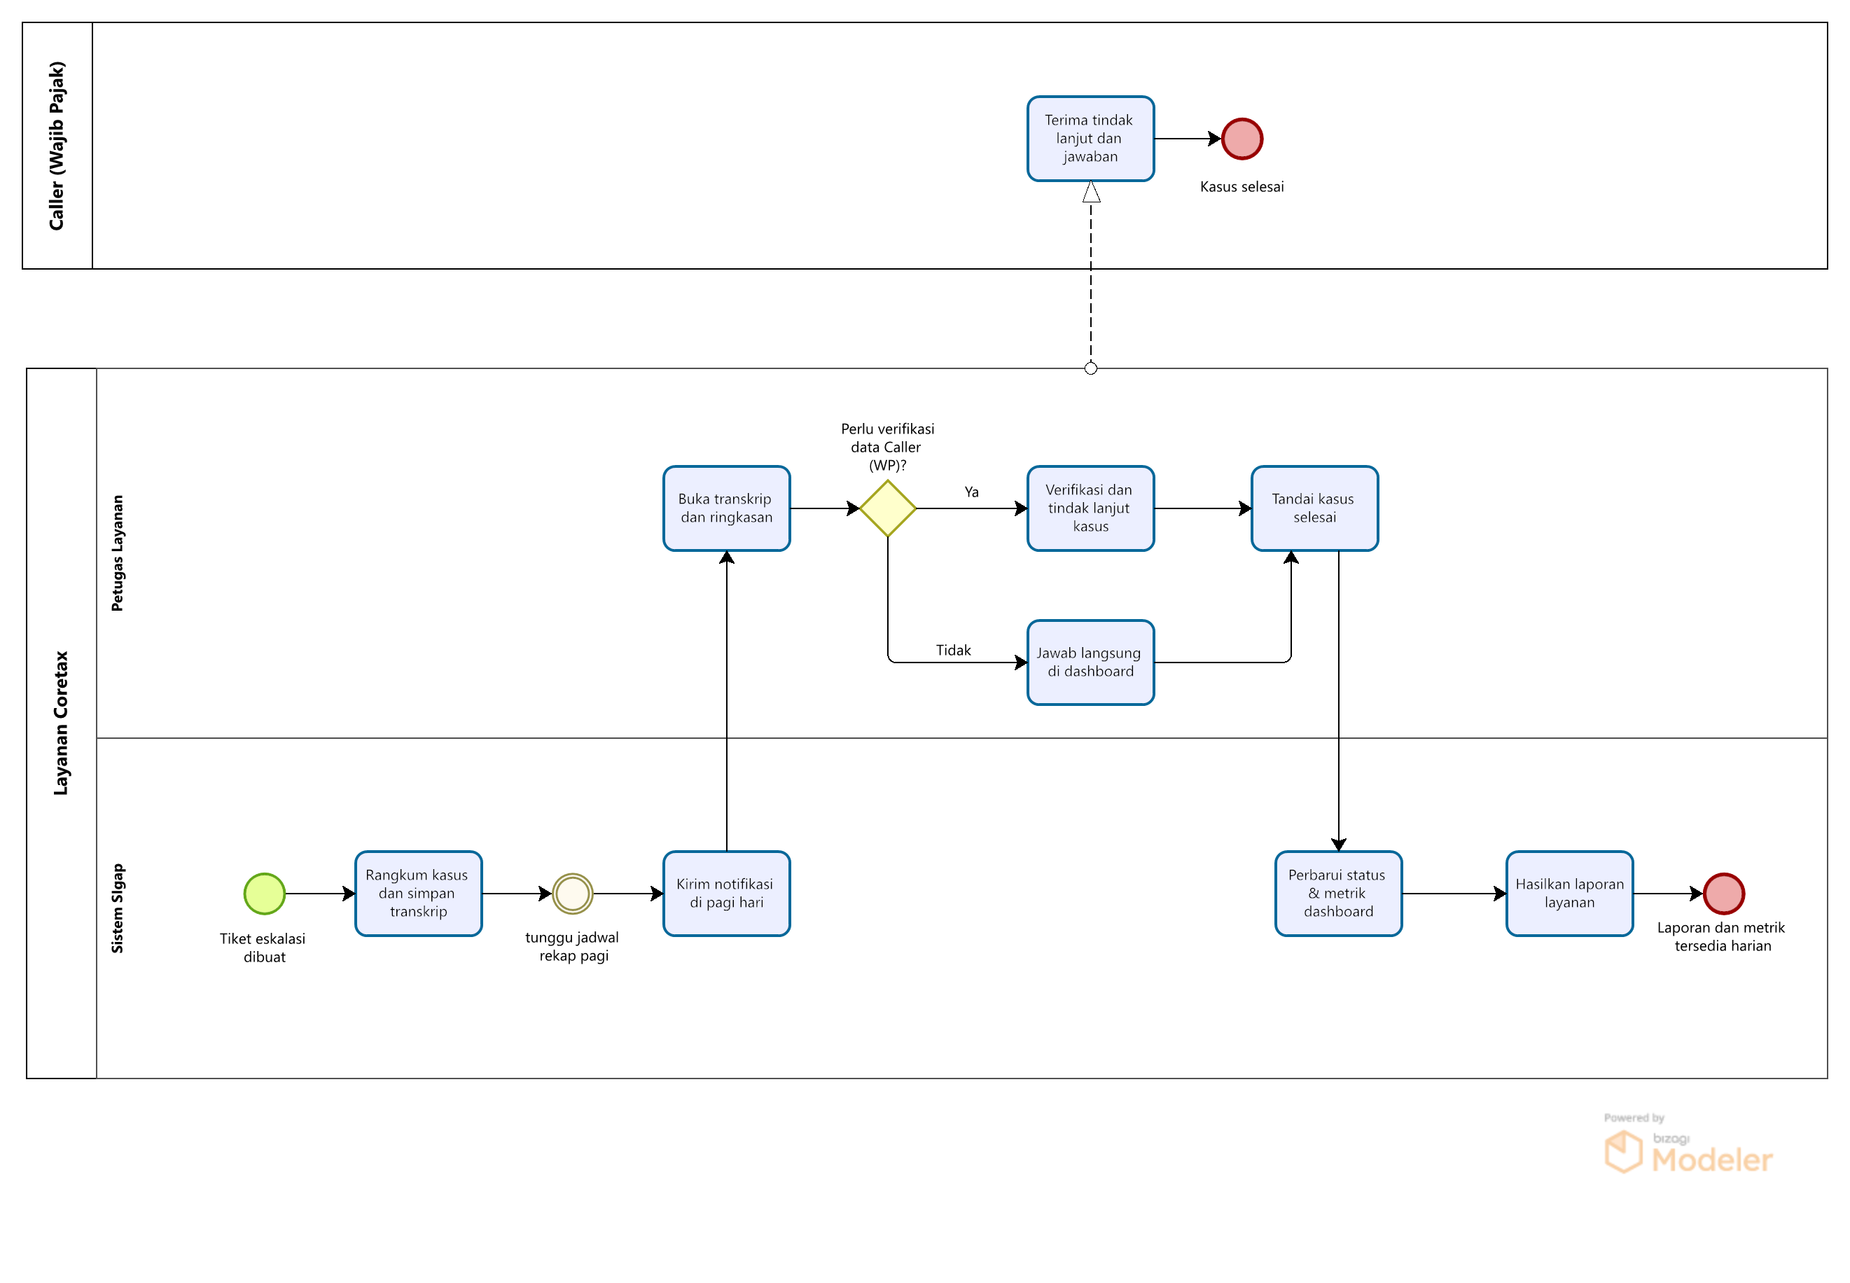 Caller (Wajib Pajak)
Terima tindak
lanjut dan
jawaban
Kasus selesai
Layanan Coretax
Petugas Layanan
Perlu verifikasi
data Caller
(WP)?
Buka transkrip
dan ringkasan
Ya
Verifikasi dan
tindak lanjut
kasus
Tandai kasus
selesai
Tidak
Jawab langsung
di dashboard
Sistem SIgap
Tiket eskalasi
dibuat
Rangkum kasus
dan simpan
transkrip
tunggu jadwal
rekap pagi
Kirim notifikasi
di pagi hari
Perbarui status
& metrik
dashboard
Hasilkan laporan
layanan
Laporan dan metrik
tersedia harian
Powered by
bizagi
Modeler